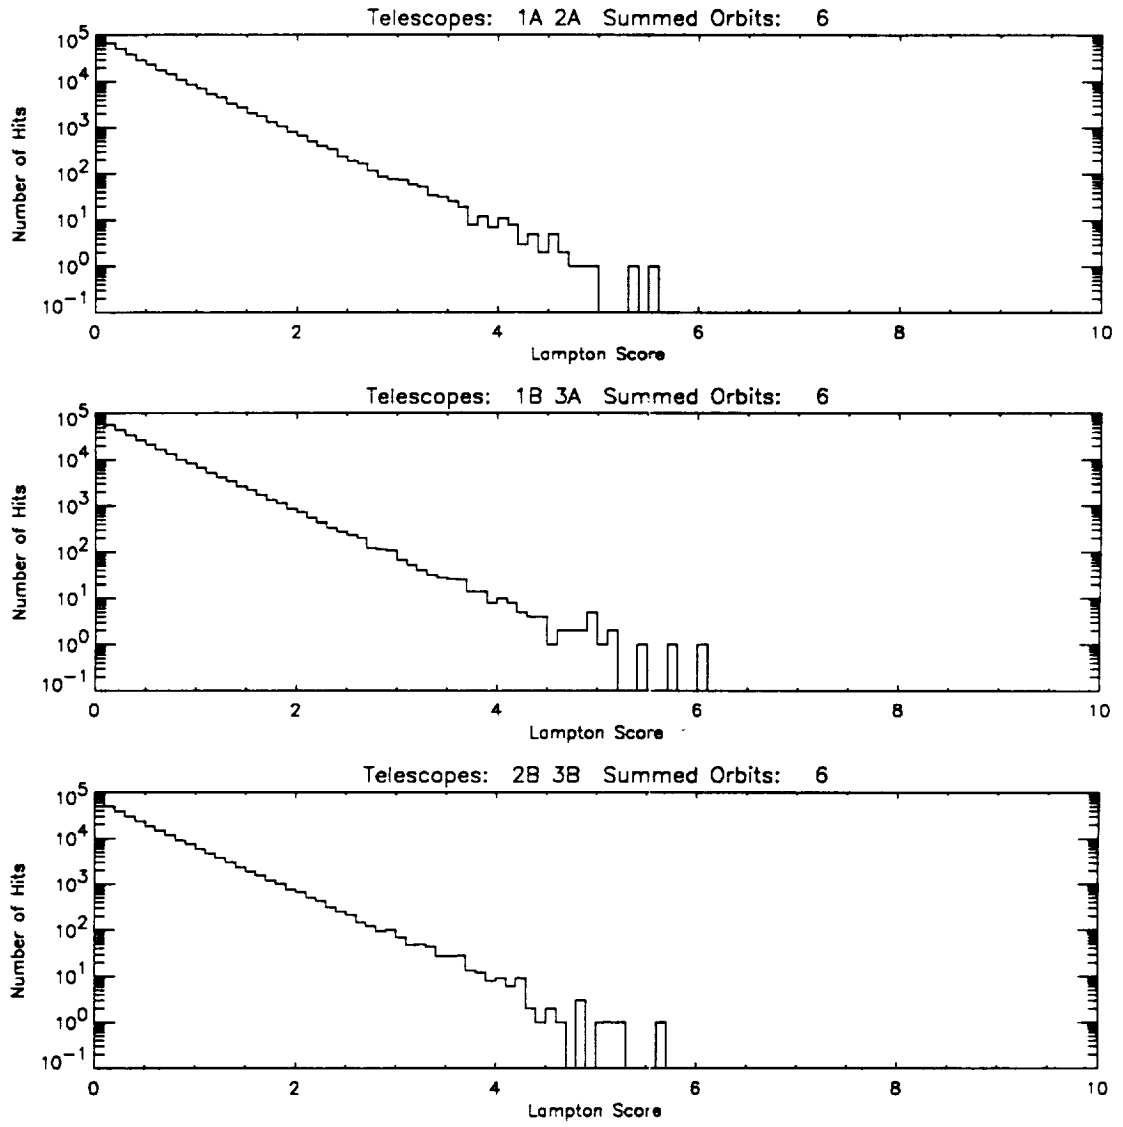 Telescopes: 1A 2A Summed Orbits: 6
10^5
10^4
10^3
10^2
10^1
10^0
10^-1
Number of Hits
0 2 4 6 8 10
Lampton Score
Telescopes: 1B 3A Summed Orbits: 6
10^5
10^4
10^3
10^2
10^1
10^0
10^-1
Number of Hits
0 2 4 6 8 10
Lampton Score
Telescopes: 2B 3B Summed Orbits: 6
10^5
10^4
10^3
10^2
10^1
10^0
10^-1
Number of Hits
0 2 4 6 8 10
Lampton Score